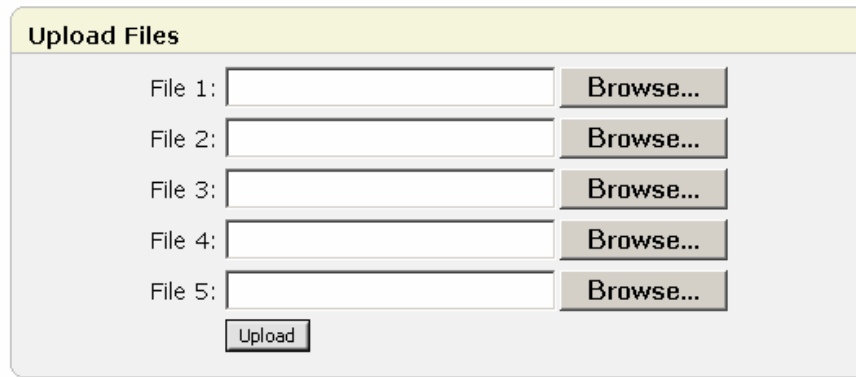 Upload Files
File 1: Browse...
File 2: Browse...
File 3: Browse...
File 4: Browse...
File 5: Browse...
Upload